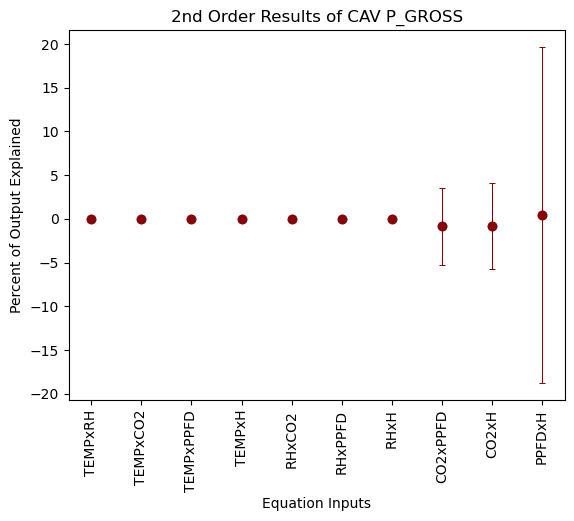 2nd Order Results of CAV P_GROSS
Percent of Output Explained
20
15
10
5
0
−5
−10
−15
−20
TEMPxRH
TEMPxCO2
TEMPxPPFD
TEMPxH
RHxCO2
RHxPPFD
RHxH
CO2xPPFD
CO2xH
PPFDxH
Equation Inputs